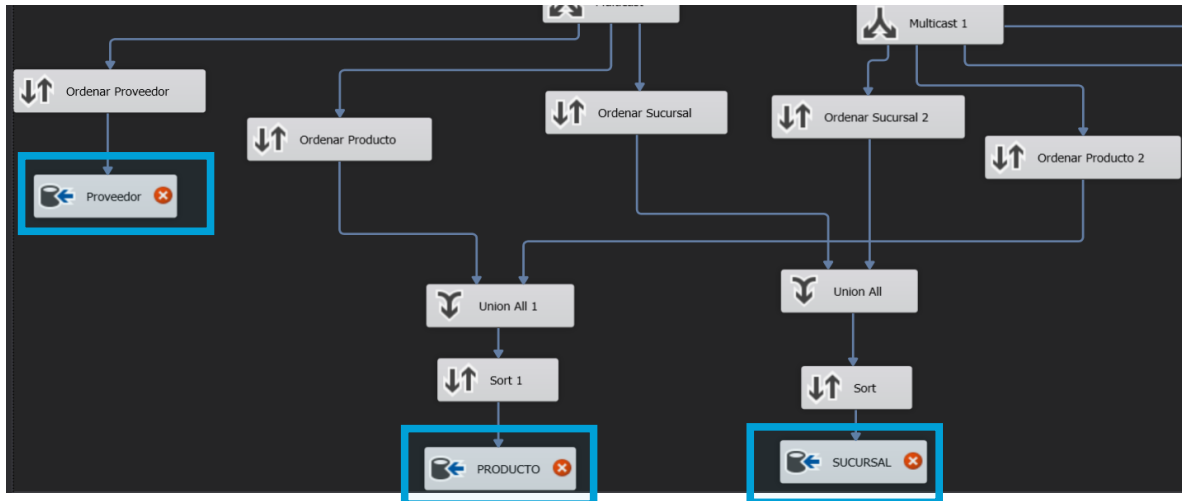 Multicast 1
Ordenar Proveedor
Ordenar Sucursal
Ordenar Sucursal 2
Ordenar Producto
Ordenar Producto 2
Proveedor
Union All 1
Union All
Sort 1
Sort
PRODUCTO
SUCURSAL